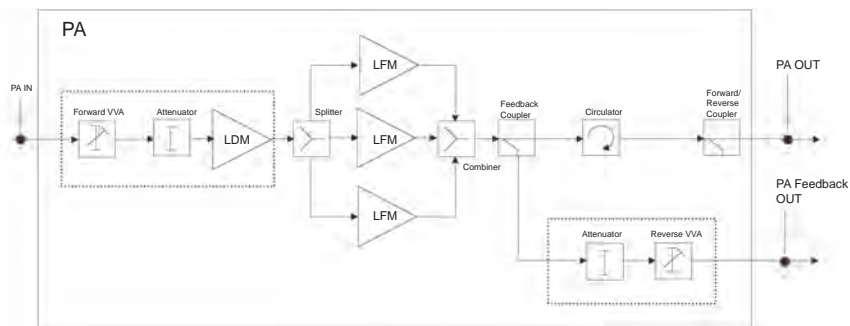 PA
PA IN
Forward VVA
Attenuator
LDM
Splitter
LFM
LFM
LFM
Combiner
Feedback
Coupler
Circulator
Forward/
Reverse
Coupler
PA OUT
PA Feedback
OUT
Attenuator
Reverse VVA